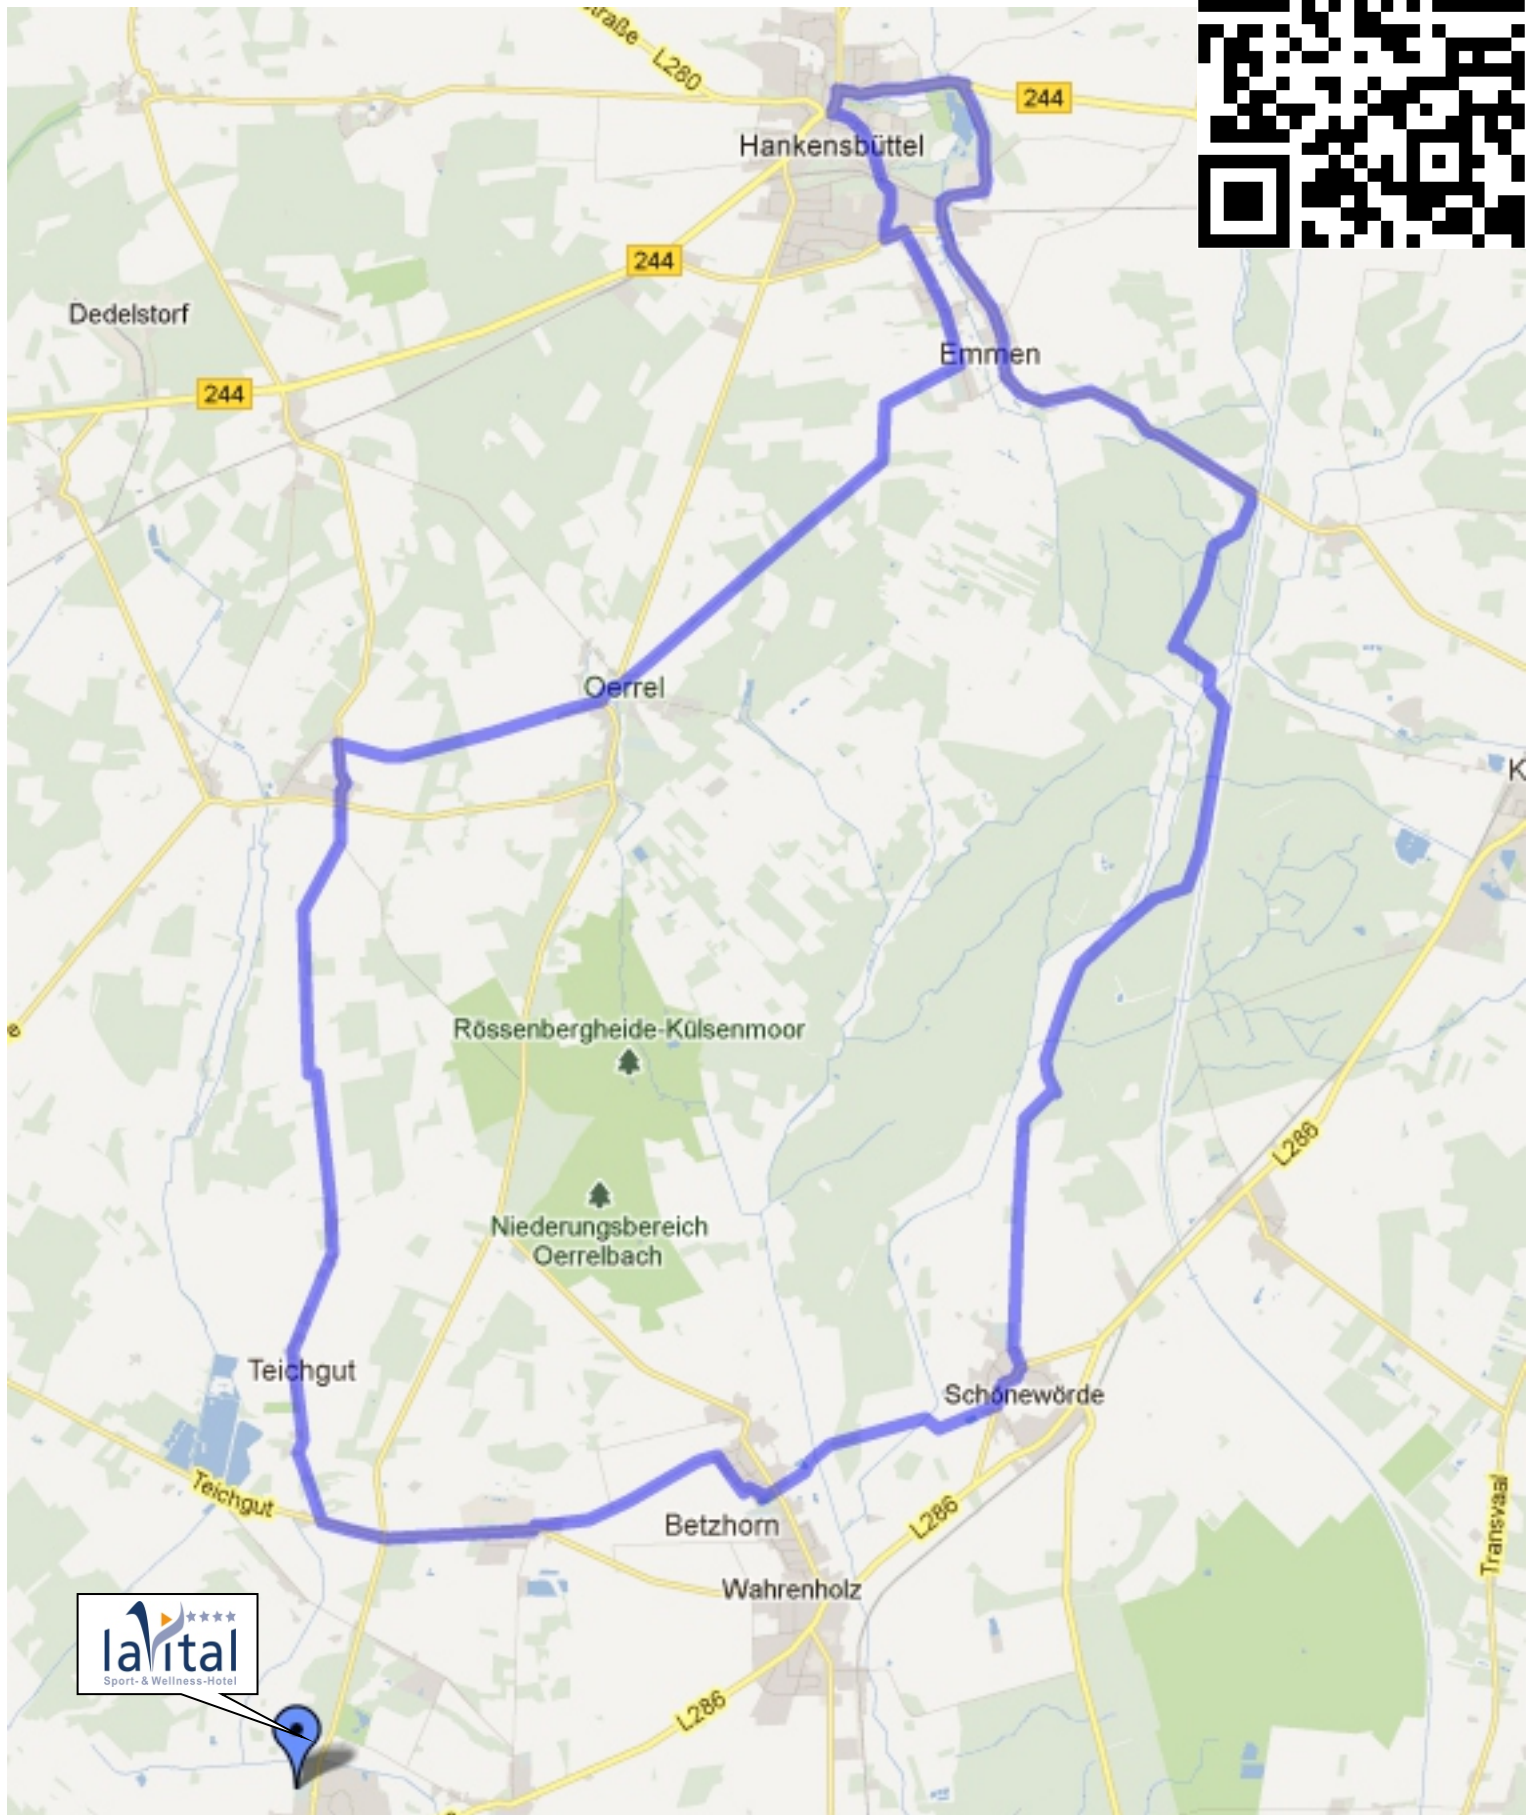 straße
L280
244
Hankensbüttel
244
Dedelstorf
Emmen
244
Oerrel
K
e
Rössenbergheide-Külsenmoor
L286
Niederungsbereich
Oerrelbach
Teichgut
Schönewörde
Teichgut
L286
Transvaal
Betzhorn
Wahrenholz
laVital
Sport- & Wellness-Hotel
L286